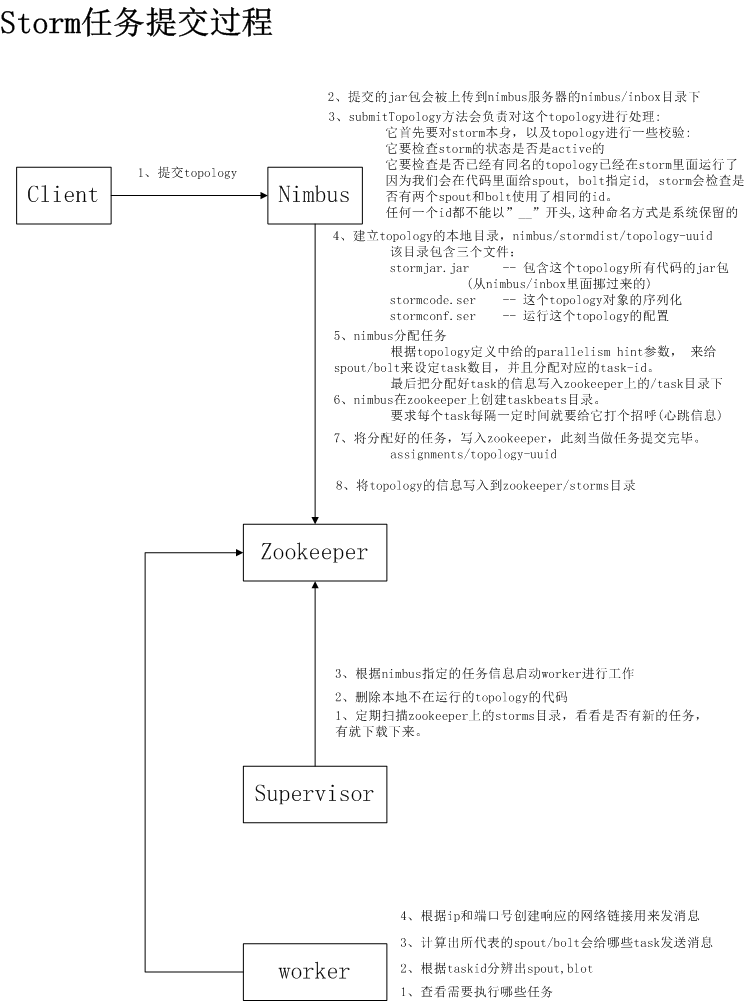 Storm任务提交过程
2、提交的jar包会被上传到nimbus服务器的nimbus/inbox目录下
3、submitTopology方法会负责对这个topology进行处理:
它首先要对storm本身，以及topology进行一些校验:
它要检查storm的状态是否是active的
它要检查是否已经有同名的topology已经在storm里面运行了
因为我们会在代码里面给spout, bolt指定id, storm会检查是
否有两个spout和bolt使用了相同的id。
任何一个id都不能以”__”开头,这种命名方式是系统保留的
1、提交topology
Client
Nimbus
4、建立topology的本地目录，nimbus/stormdist/topology-uuid
该目录包含三个文件：
stormjar.jar -- 包含这个topology所有代码的jar包
(从nimbus/inbox里面挪过来的)
stormcode.ser -- 这个topology对象的序列化
stormconf.ser -- 运行这个topology的配置
5、nimbus分配任务
根据topology定义中给的parallelism hint参数， 来给
spout/bolt来设定task数目，并且分配对应的task-id。
最后把分配好task的信息写入zookeeper上的/task目录下
6、nimbus在zookeeper上创建taskbeats目录。
要求每个task每隔一定时间就要给它打个招呼(心跳信息)
7、将分配好的任务，写入zookeeper，此刻当做任务提交完毕。
assignments/topology-uuid
8、将topology的信息写入到zookeeper/storms目录
Zookeeper
3、根据nimbus指定的任务信息启动worker进行工作
2、删除本地不在运行的topology的代码
1、定期扫描zookeeper上的storms目录，看看是否有新的任务，
有就下载下来。
Supervisor
4、根据ip和端口号创建响应的网络链接用来发消息
3、计算出所代表的spout/bolt会给哪些task发送消息
2、根据taskid分辨出spout,blot
1、查看需要执行哪些任务
worker